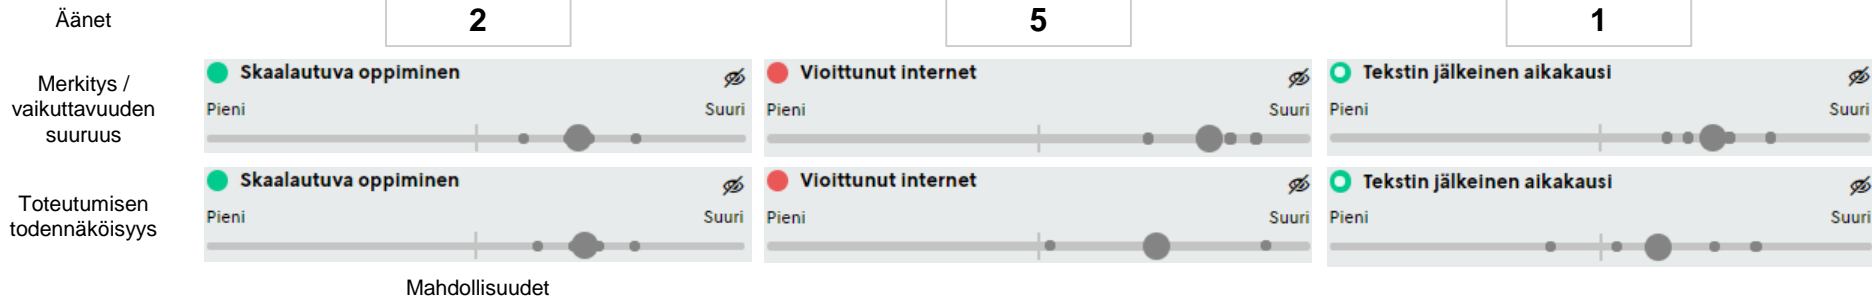 Äänet
2
5
1
Merkitys /
vaikuttavuuden
suuruus
Skaalautuva oppiminen
Pieni
Suuri
Vioittunut internet
Pieni
Suuri
Tekstin jälkeinen aikakausi
Pieni
Suuri
Toteutumisen
todennäköisyys
Skaalautuva oppiminen
Pieni
Suuri
Vioittunut internet
Pieni
Suuri
Tekstin jälkeinen aikakausi
Pieni
Suuri
Mahdollisuudet